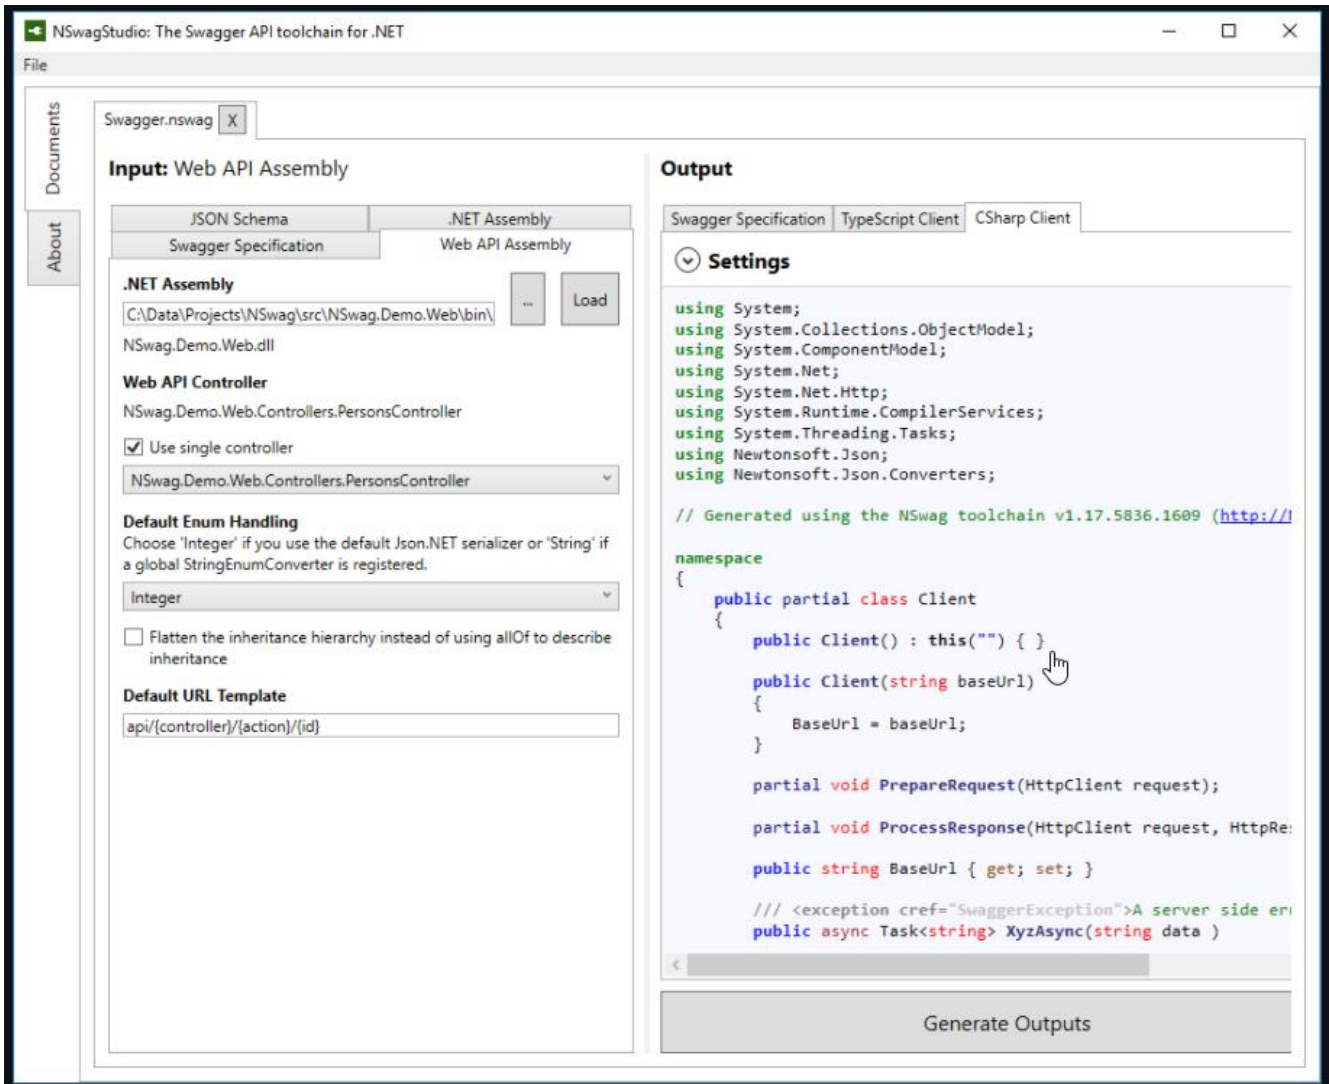 NSwagStudio: The Swagger API toolchain for .NET
File
Documents
About
Swagger.nswag X
Input: Web API Assembly
JSON Schema
.NET Assembly
Swagger Specification
Web API Assembly
.NET Assembly
C:\Data\Projects\NSwag\src\NSwag.Demo.Web\bin\
...
Load
NSwag.Demo.Web.dll
Web API Controller
NSwag.Demo.Web.Controllers.PersonsController
Use single controller
NSwag.Demo.Web.Controllers.PersonsController
Default Enum Handling
Choose 'Integer' if you use the default Json.NET serializer or 'String' if
a global StringEnumConverter is registered.
Integer
Flatten the inheritance hierarchy instead of using allOf to describe
inheritance
Default URL Template
api/{controller}/{action}/{id}
Output
Swagger Specification
TypeScript Client
CSharp Client
Settings
using System;
using System.Collections.ObjectModel;
using System.ComponentModel;
using System.Net;
using System.Net.Http;
using System.Runtime.CompilerServices;
using System.Threading.Tasks;
using Newtonsoft.Json;
using Newtonsoft.Json.Converters;
// Generated using the NSwag toolchain v1.17.5836.1609 (http://
namespace
{
public partial class Client
{
public Client() : this("") { }
public Client(string baseUrl)
{
BaseUrl = baseUrl;
}
partial void PrepareRequest(HttpClient request);
partial void ProcessResponse(HttpClient request, HttpRes
public string BaseUrl { get; set; }
/// <exception cref="SwaggerException">A server side er
public async Task<string> XyzAsync(string data )
Generate Outputs